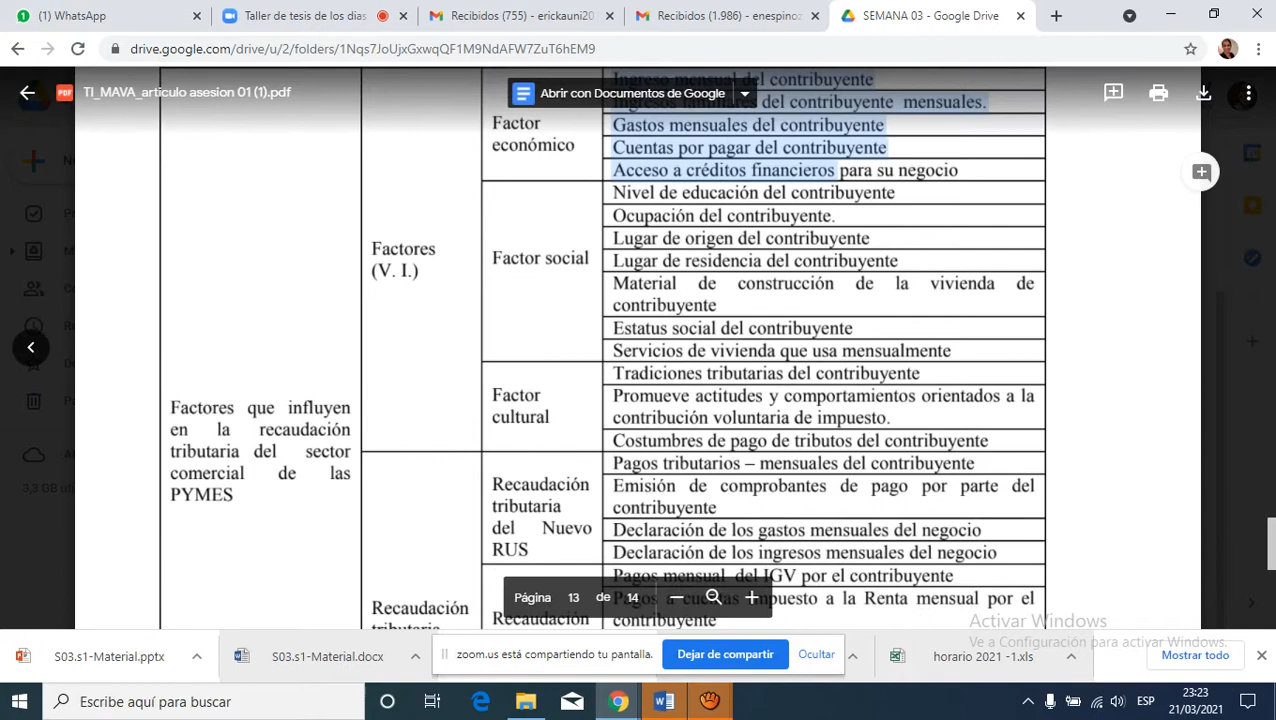 (1) WhatsApp
Taller de tesis de los dias
Recibidos (755) - erickauni20
Recibidos (1.986) - enespinoz
SEMANA 03 - Google Drive
drive.google.com/drive/u/2/folders/1Nqs7JoUjxGxwqQF1M9NdAFW7ZuT6hEM9
PDF
TI_MAVA_articulo asesion 01 (1).pdf
Abrir con Documentos de Google
Ingreso mensual del contribuyente
Ingresos familiares del contribuyente mensuales.
Factor
económico
Gastos mensuales del contribuyente
Cuentas por pagar del contribuyente
Acceso a créditos financieros para su negocio
Factores
(V. I.)
Factor social
Nivel de educación del contribuyente
Ocupación del contribuyente.
Lugar de origen del contribuyente
Lugar de residencia del contribuyente
Material de construcción de la vivienda de
contribuyente
Estatus social del contribuyente
Servicios de vivienda que usa mensualmente
Factor
cultural
Tradiciones tributarias del contribuyente
Promueve actitudes y comportamientos orientados a la
contribución voluntaria de impuesto.
Costumbres de pago de tributos del contribuyente
Factores que influyen
en la recaudación
tributaria del sector
comercial de las
PYMES
Recaudación
tributaria
del Nuevo
RUS
Pagos tributarios – mensuales del contribuyente
Emisión de comprobantes de pago por parte del
contribuyente
Declaración de los gastos mensuales del negocio
Declaración de los ingresos mensuales del negocio
Recaudación
tributaria
Recaudación
Pagos mensual del IGV por el contribuyente
Pagos a cuentas impuesto a la Renta mensual por el
contribuyente
Página 13 de 14
3,3 GB
Activar Windows
Ve a Configuración para activar Windows.
S03.s1-Material.pptx
S03.s1-Material.docx
zoom.us está compartiendo tu pantalla.
Dejar de compartir
Ocultar
horario 2021 -1.xls
Mostrar todo
Escribe aquí para buscar
ESP
23:23
21/03/2021